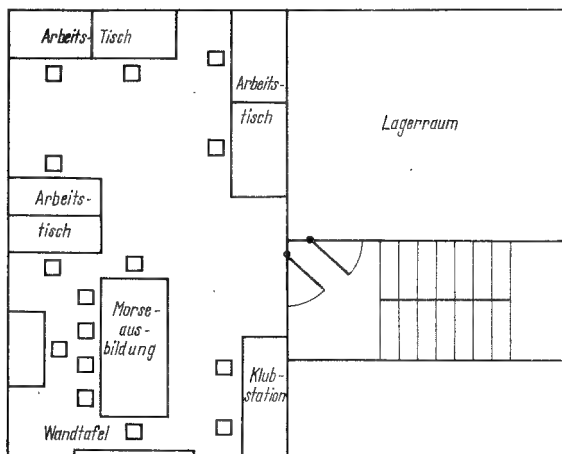 Arbeits- Tisch
Arbeits-
tisch
Lagerraum
Arbeits-
tisch
Morse-
aus-
bildung
Klub-
station
Wandtafel